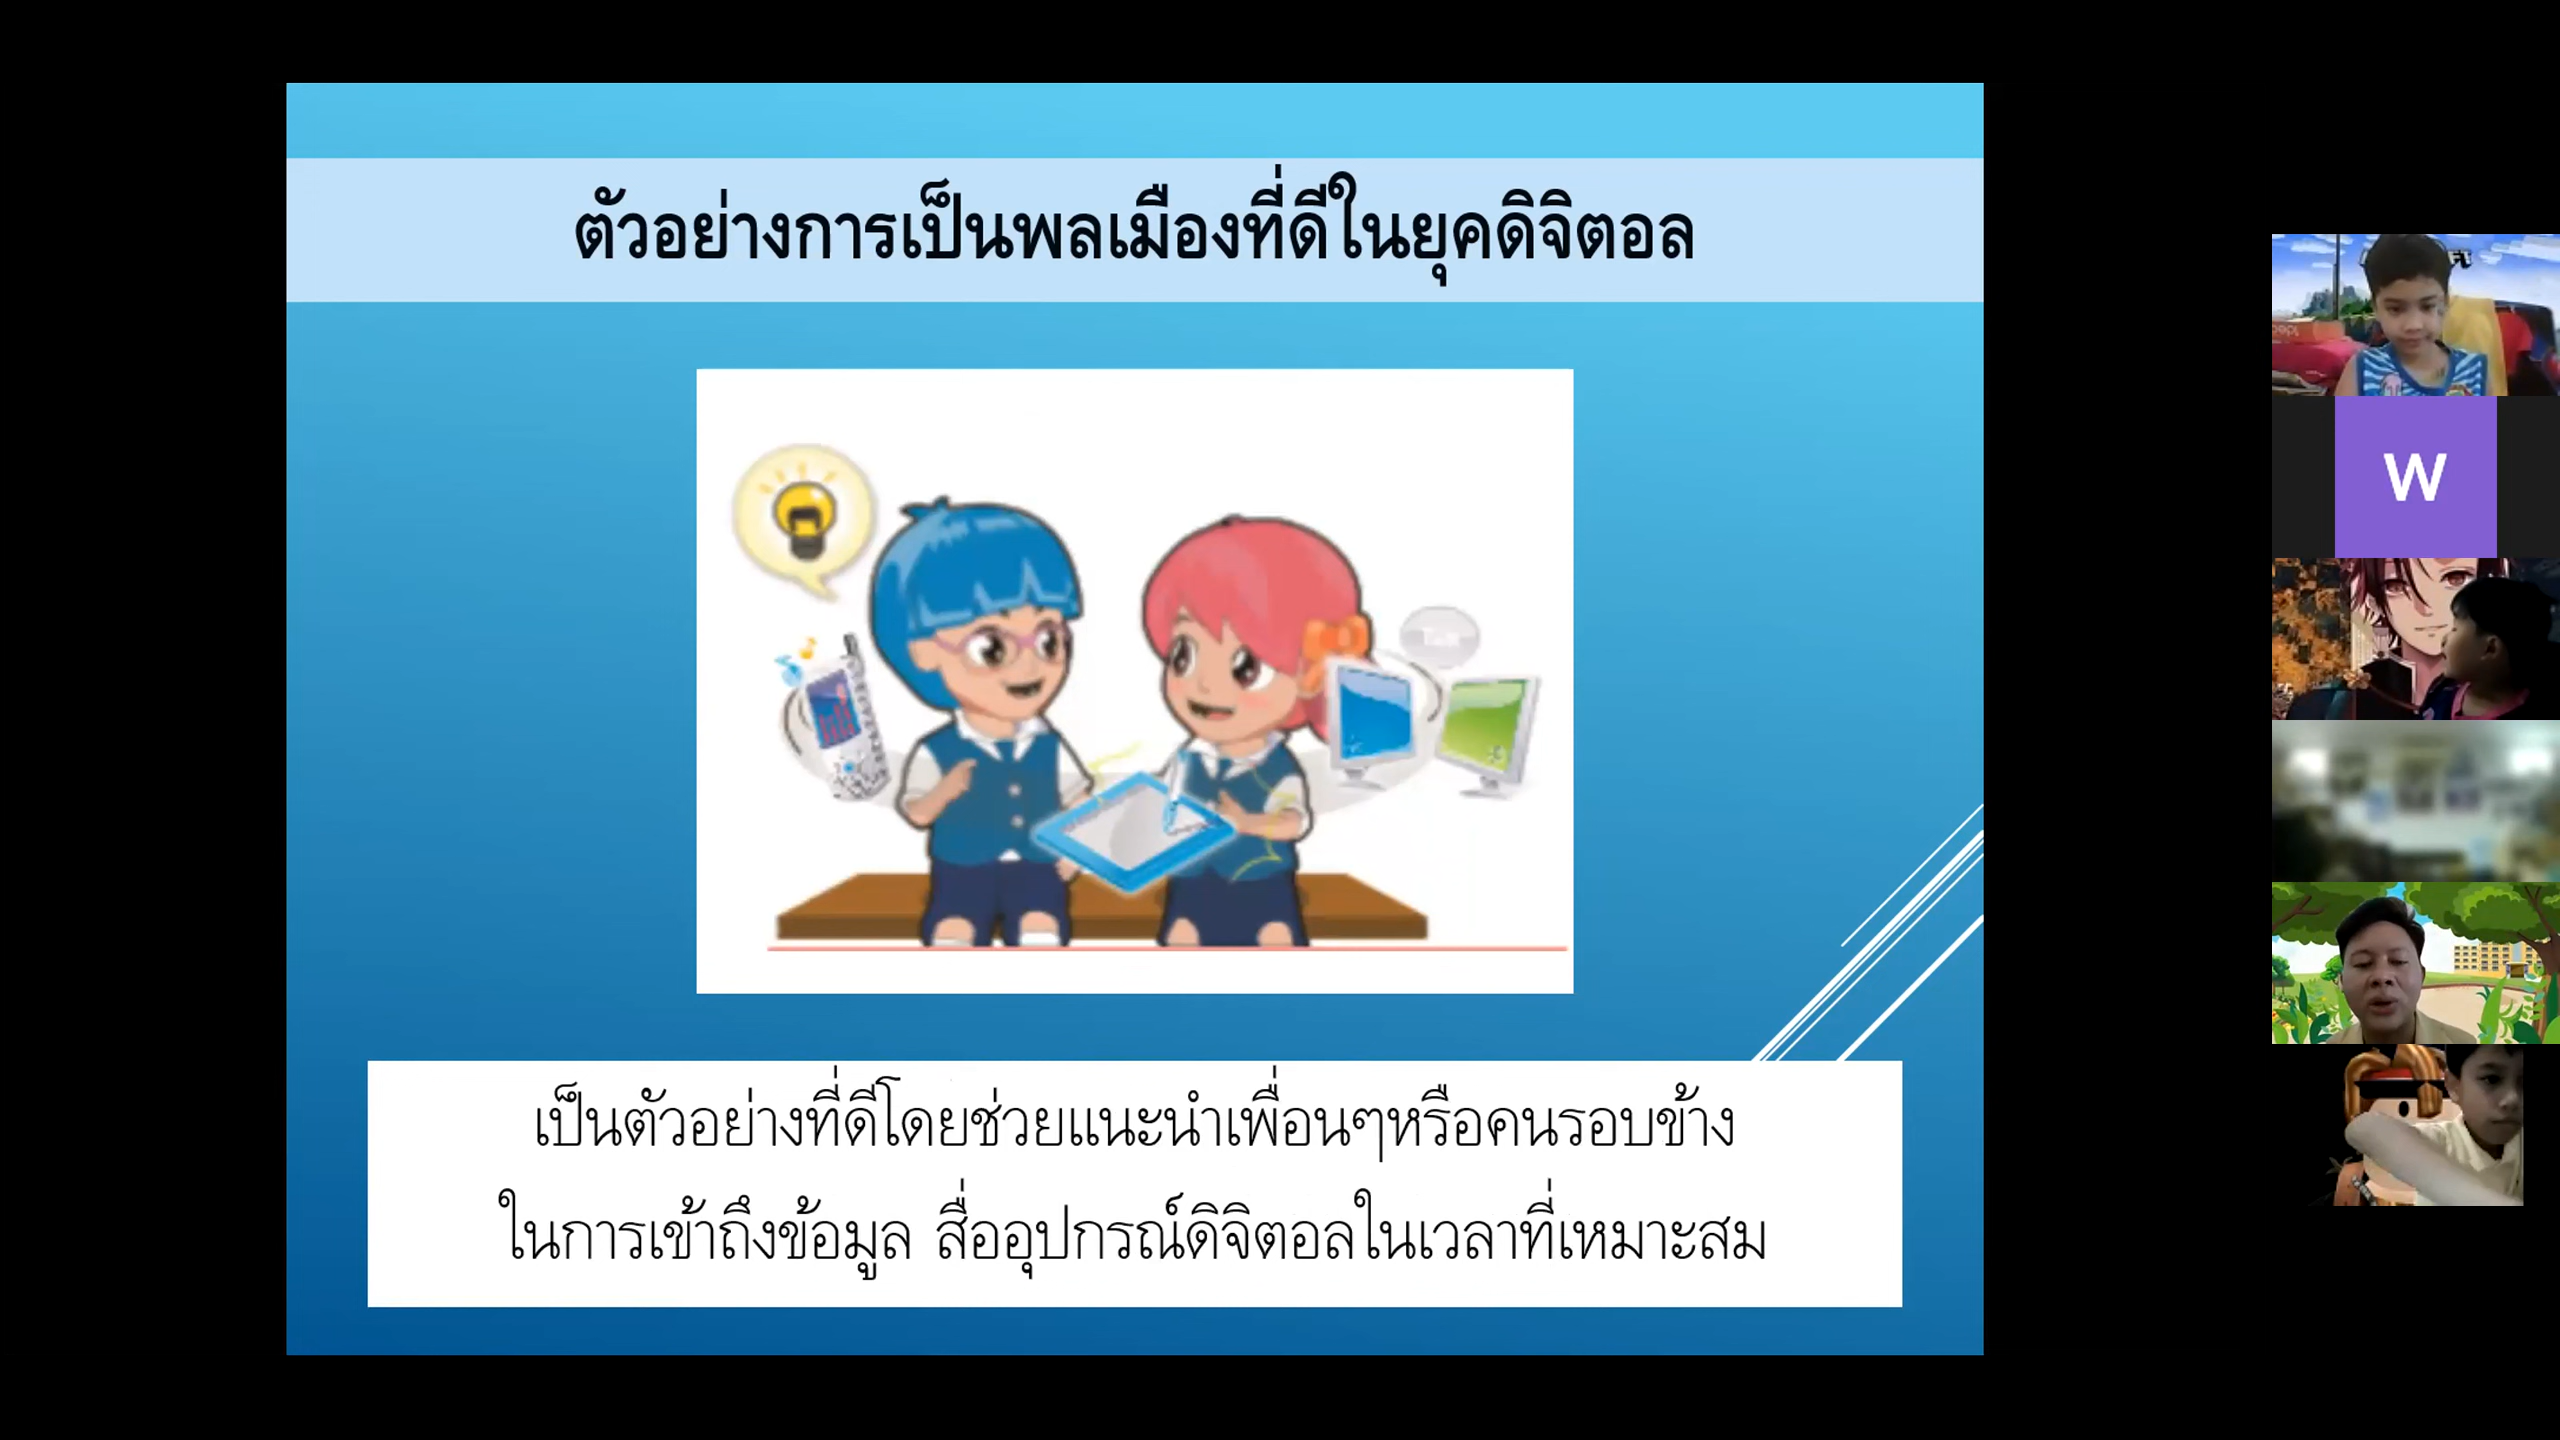 ตัวอย่างการเป็นพลเมืองที่ดีในยุคดิจิตอล
เป็นตัวอย่างที่ดีโดยช่วยแนะนำเพื่อนๆหรือคนรอบข้าง
ในการเข้าถึงข้อมูล สื่ออุปกรณ์ดิจิตอลในเวลาที่เหมาะสม
W